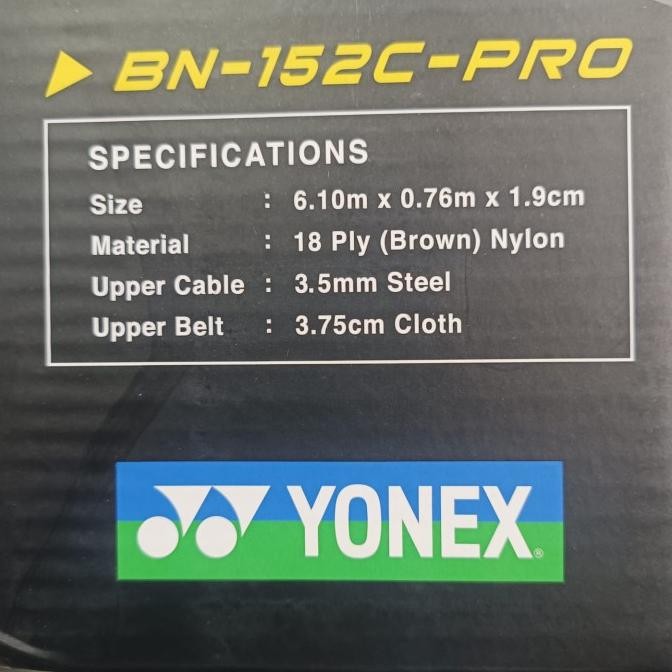 BN-152C-PRO
SPECIFICATIONS
Size : 6.10m x 0.76m x 1.9cm
Material : 18 Ply (Brown) Nylon
Upper Cable : 3.5mm Steel
Upper Belt : 3.75cm Cloth
YONEX®